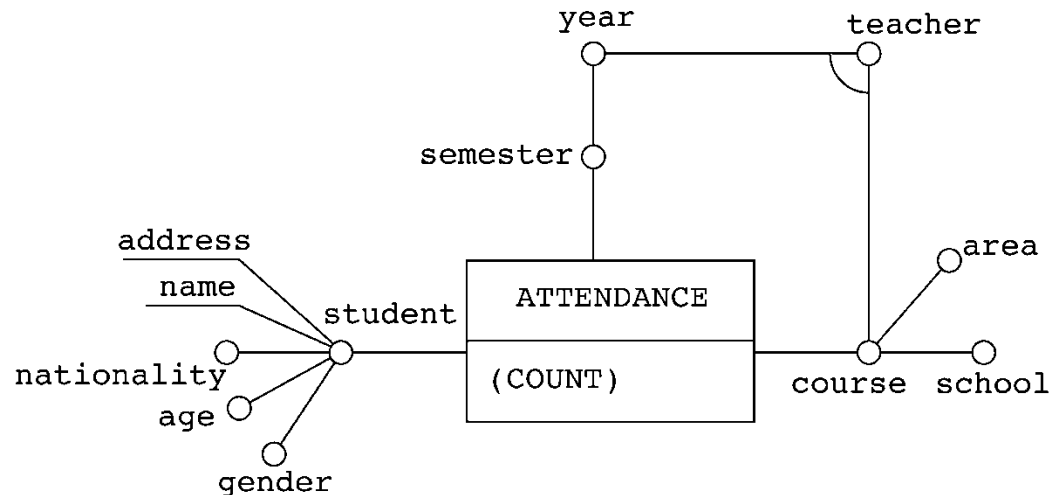 year
teacher
semester
address
name
student
nationality
age
gender
ATTENDANCE
(COUNT)
area
course
school